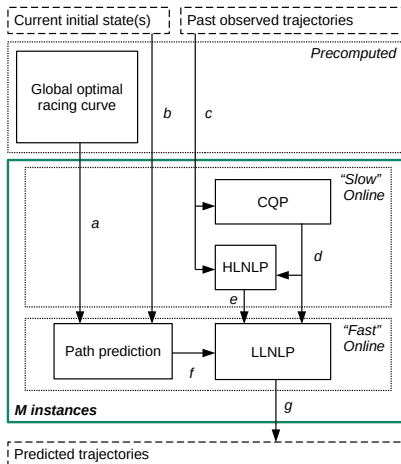 Current initial state(s)
Past observed trajectories
Precomputed
Global optimal
racing curve
b
c
a
“Slow”
Online
CQP
d
HLNLP
e
“Fast”
Online
Path prediction
LLNLP
f
g
M instances
Predicted trajectories